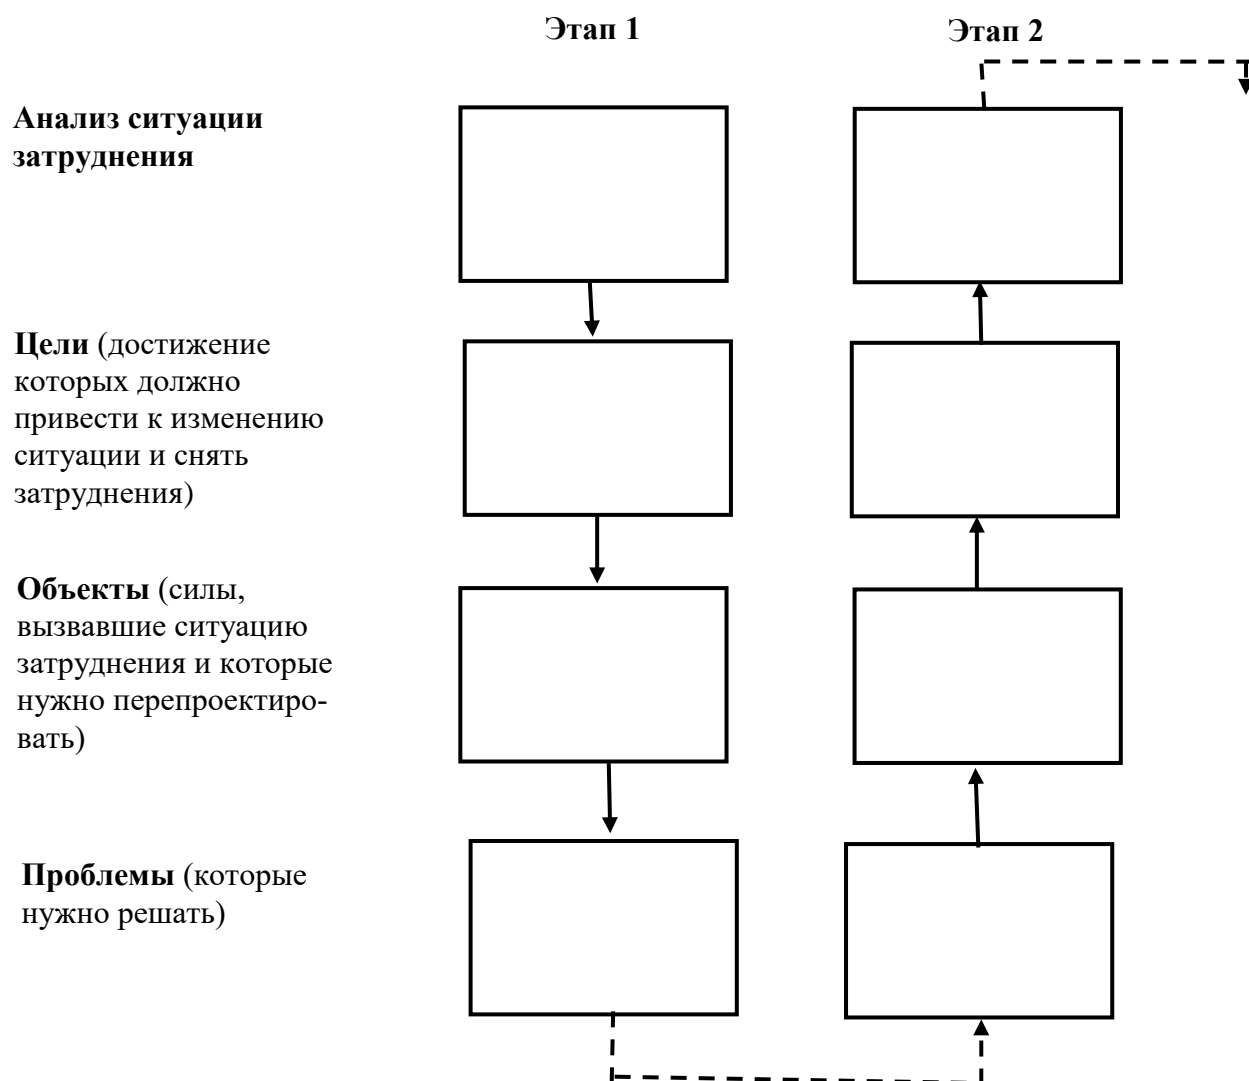 Этап 1
Этап 2
Анализ ситуации
затруднения
Цели (достижение
которых должно
привести к изменению
ситуации и снять
затруднения)
Объекты (силы,
вызвавшие ситуацию
затруднения и которые
нужно перепроектиро-
вать)
Проблемы (которые
нужно решать)